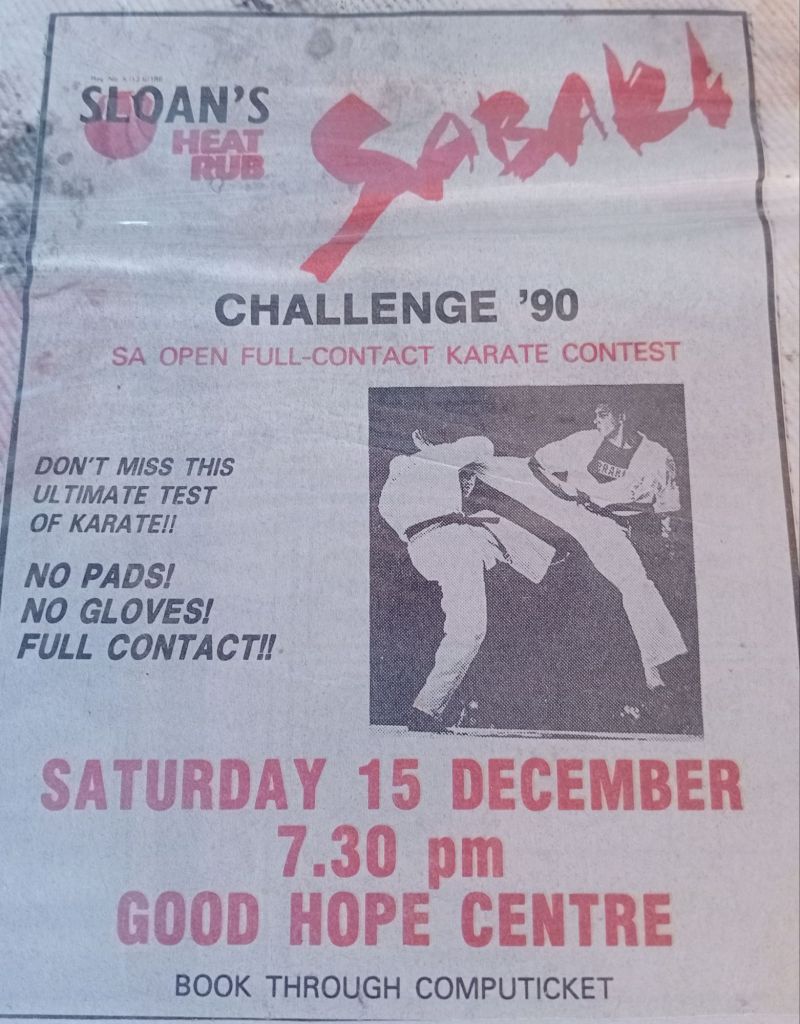 SLOAN'S
HEAT
RUB
SABAKI
CHALLENGE '90
SA OPEN FULL-CONTACT KARATE CONTEST
DON'T MISS THIS
ULTIMATE TEST
OF KARATE!!
NO PADS!
NO GLOVES!
FULL CONTACT!!
SATURDAY 15 DECEMBER
7.30 pm
GOOD HOPE CENTRE
BOOK THROUGH COMPUTICKET